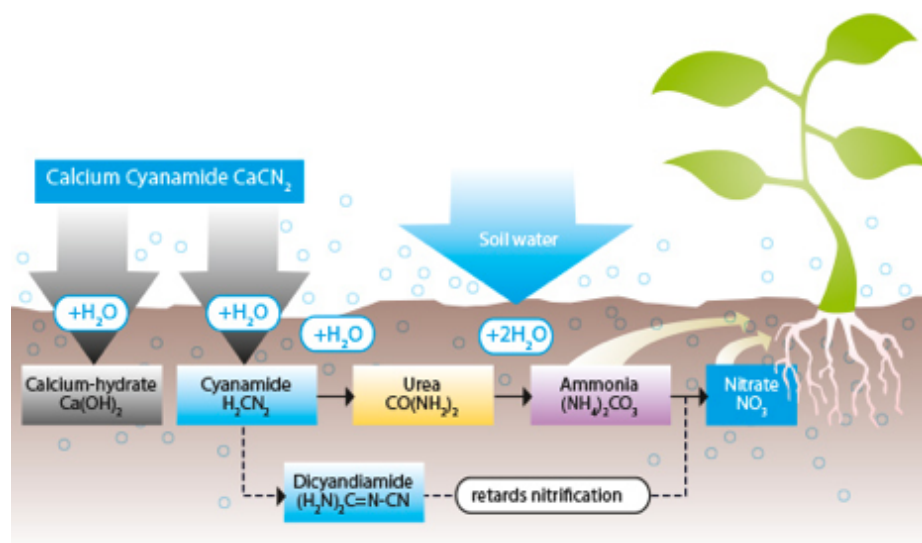 Calcium Cyanamide CaCN₂
Soil water
+H₂O
+H₂O
+H₂O
+2H₂O
Calcium-hydrate
Ca(OH)₂
Cyanamide
H₂CN₂
Urea
CO(NH₂)₂
Ammonia
(NH₄)₂CO₃
Nitrate
NO₃
Dicyandiamide
(H₂N)₂C=N-CN
retards nitrification